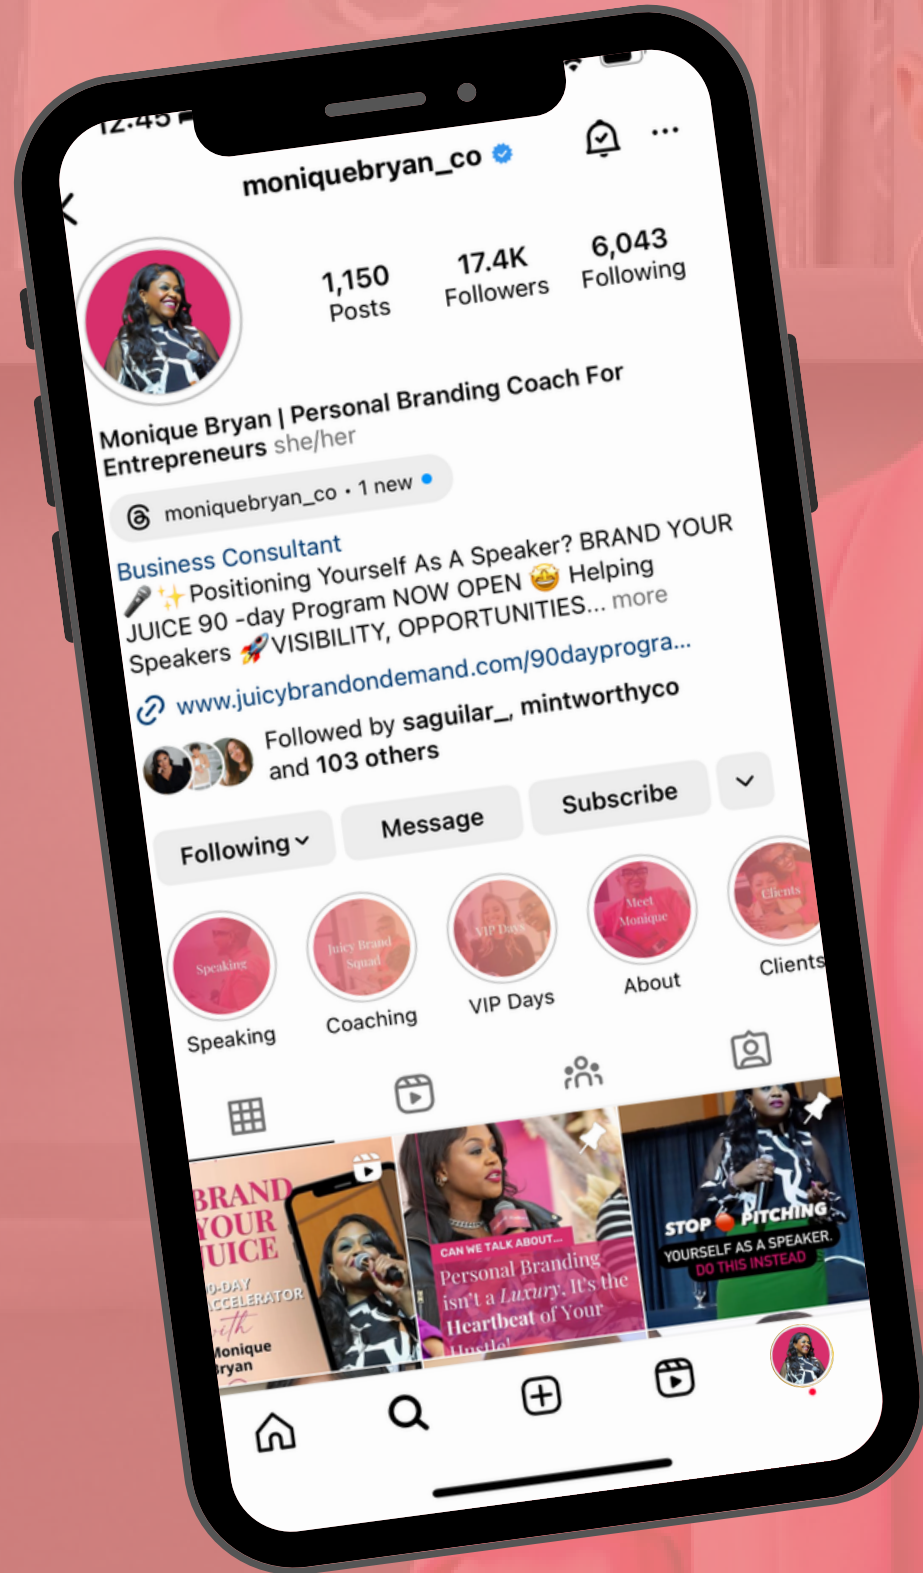 12:45
moniquebryan_co
1,150
Posts
17.4K
Followers
6,043
Following
Monique Bryan | Personal Branding Coach For
Entrepreneurs she/her
moniquebryan_co • 1 new
Business Consultant
🎤✨Positioning Yourself As A Speaker? BRAND YOUR
JUICE 90 -day Program NOW OPEN 🤩 Helping
Speakers 🚀VISIBILITY, OPPORTUNITIES... more
www.juicybrandondemand.com/90dayprogra...
Followed by saguilar_, mintworthyco
and 103 others
Following
Message
Subscribe
Speaking
Juicy Brand
Squad
VIP Days
Meet
Monique
Clients
Speaking
Coaching
VIP Days
About
Clients
BRAND
YOUR
JUICE
0-DAY
ACCELERATOR
with
Monique
Bryan
CAN WE TALK ABOUT...
Personal Branding
isn't a Luxury, It's the
Heartbeat of Your
Hustle!
STOP 🛑 PITCHING
YOURSELF AS A SPEAKER.
DO THIS INSTEAD